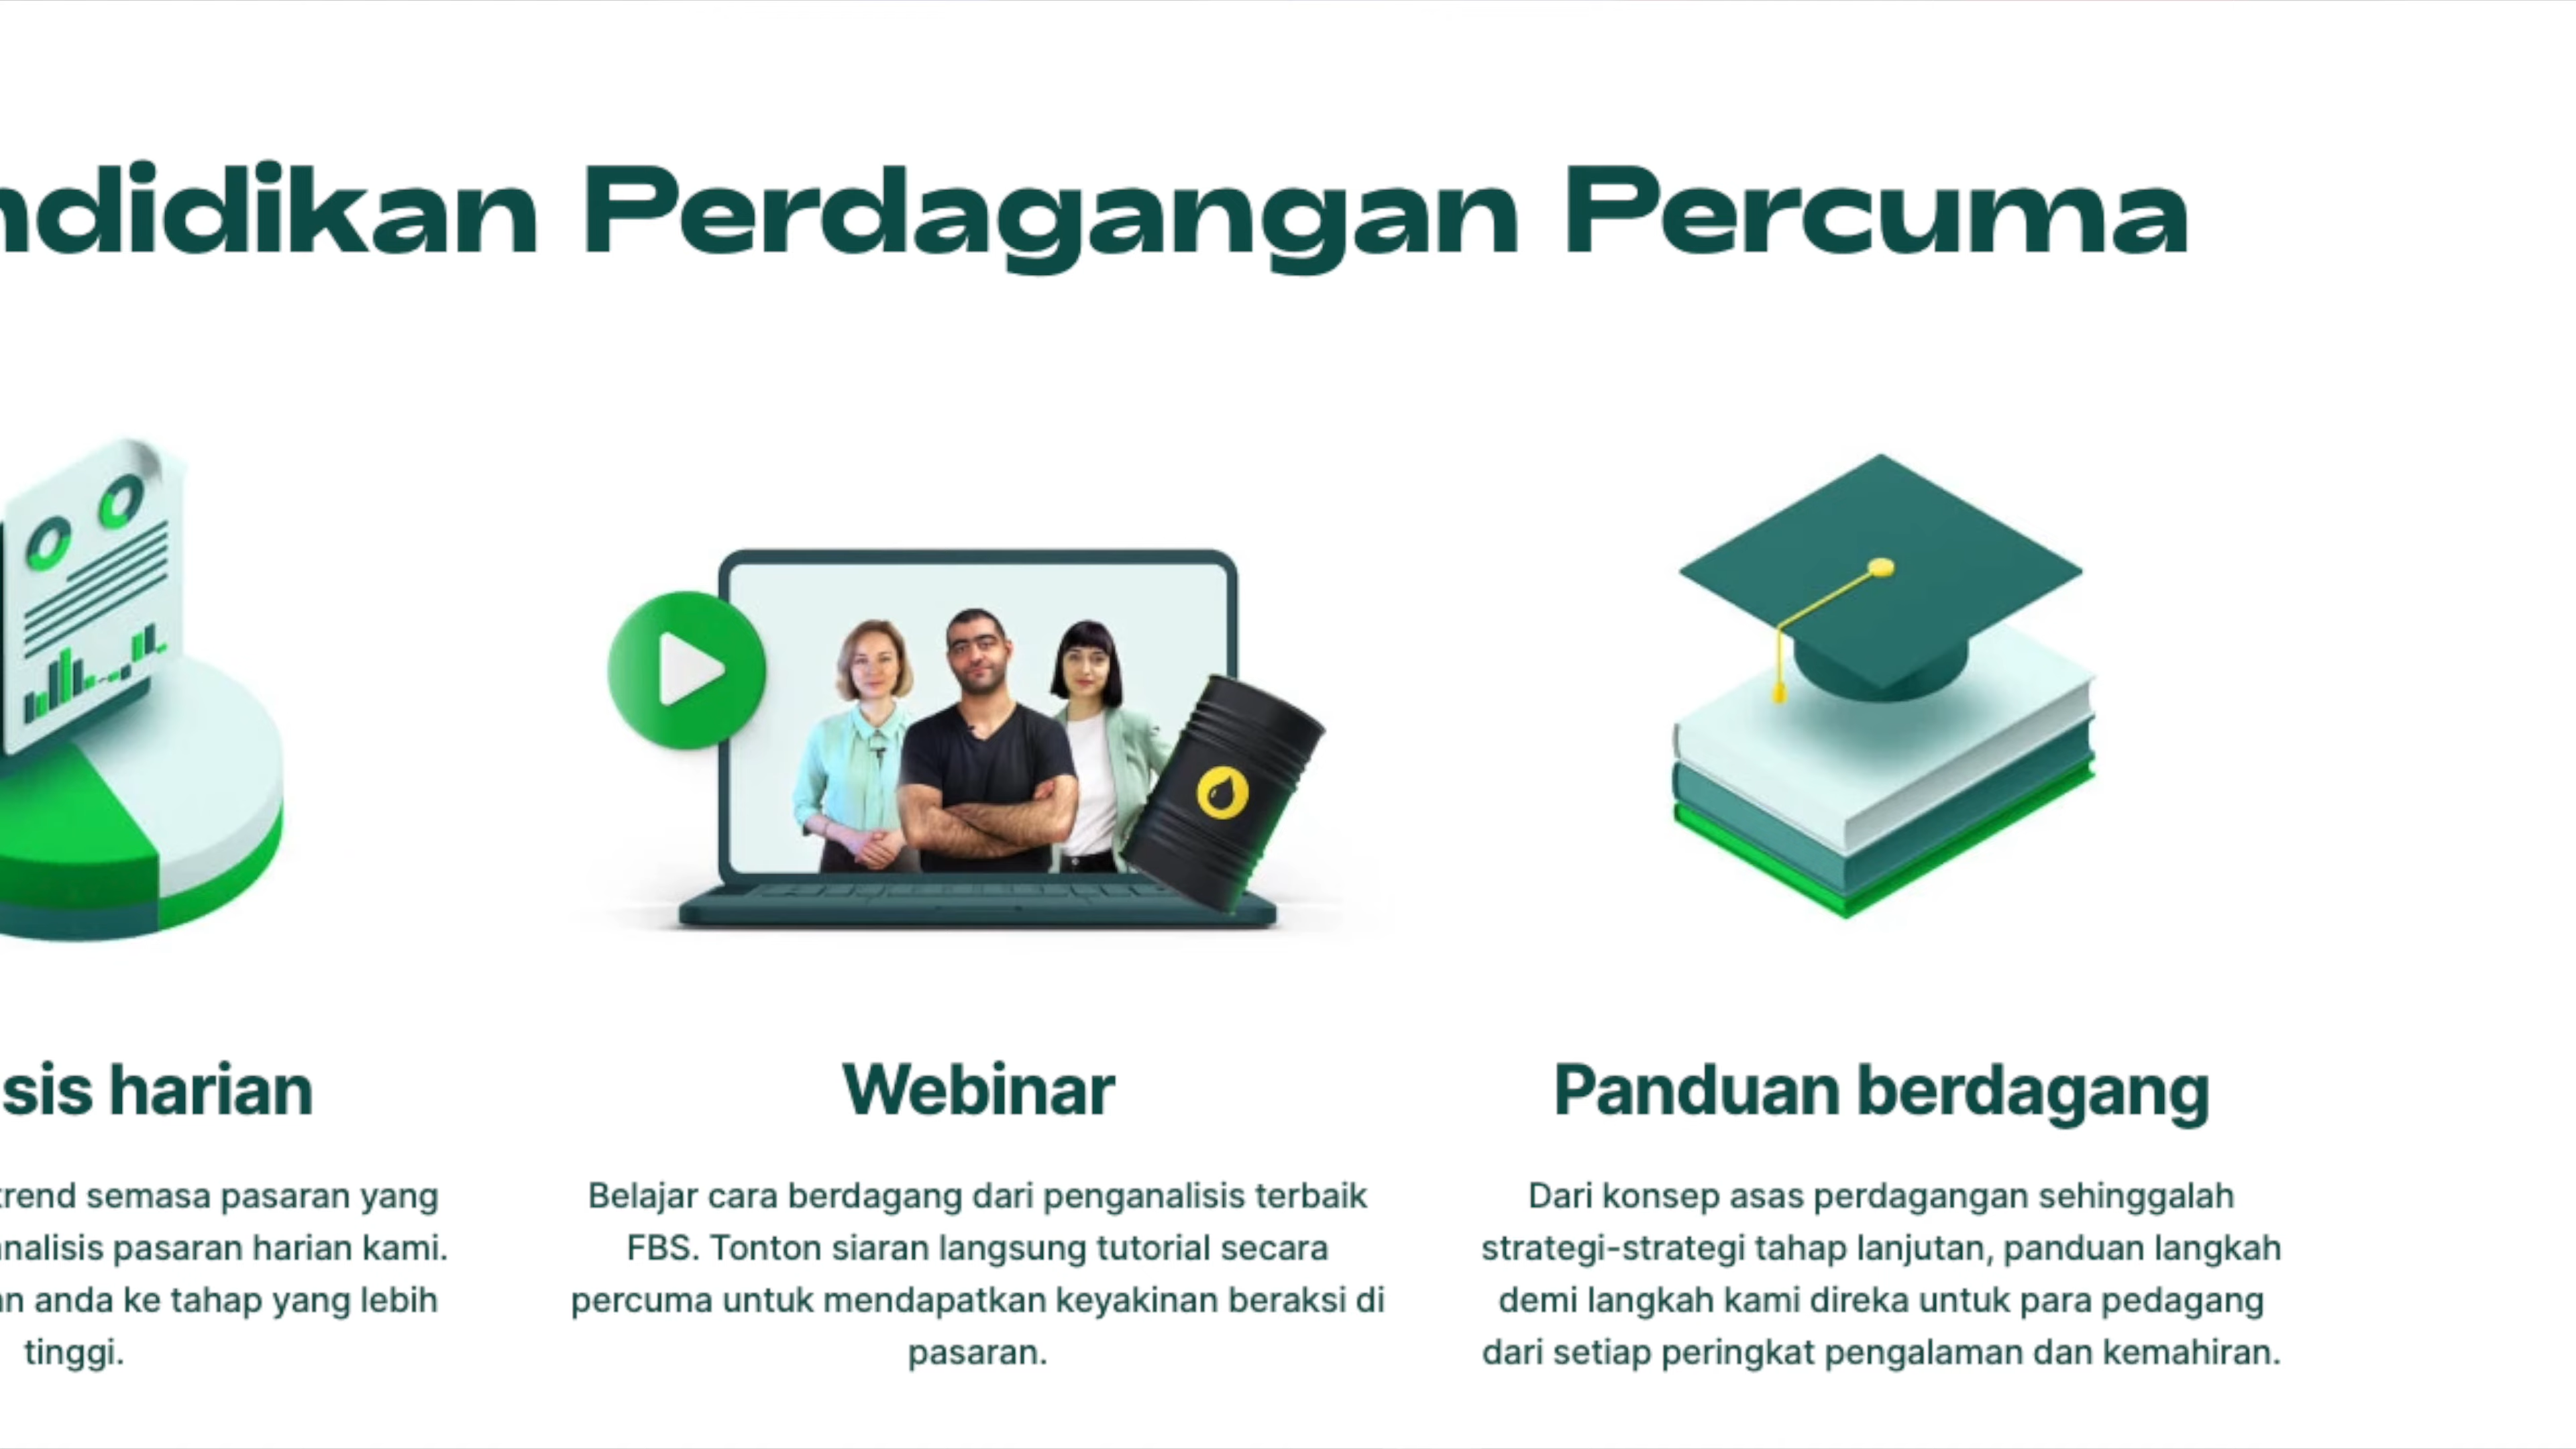 ndidikan Perdagangan Percuma
sis harian
trend semasa pasaran yang
analisis pasaran harian kami.
an anda ke tahap yang lebih
tinggi.
Webinar
Belajar cara berdagang dari penganalisis terbaik
FBS. Tonton siaran langsung tutorial secara
percuma untuk mendapatkan keyakinan beraksi di
pasaran.
Panduan berdagang
Dari konsep asas perdagangan sehinggalah
strategi-strategi tahap lanjutan, panduan langkah
demi langkah kami direka untuk para pedagang
dari setiap peringkat pengalaman dan kemahiran.